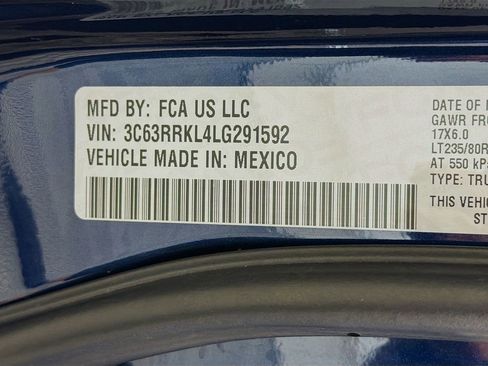 MFD BY: FCA US LLC
VIN: 3C63RRKL4LG291592
VEHICLE MADE IN: MEXICO
DATE OF
GAWR FRO
17X6.0
LT235/80R
AT 550 kP
TYPE: TRU
THIS VEHIC
ST